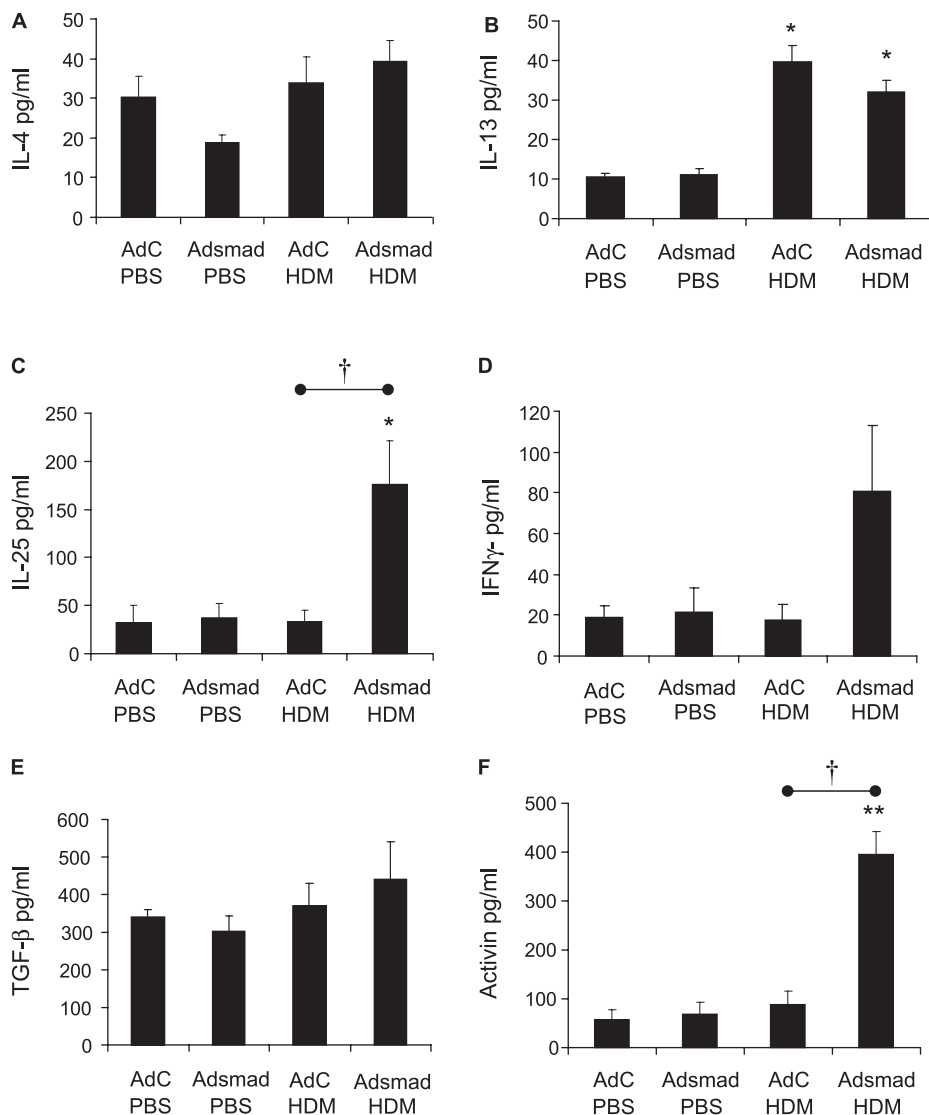 A
IL-4 pg/ml
50
40
30
20
10
0
AdC Adsmad AdC Adsmad
PBS PBS HDM HDM
B
IL-13 pg/ml
50
40
30
20
10
0
* *
AdC Adsmad AdC Adsmad
PBS PBS HDM HDM
C
IL-25 pg/ml
†
*
250
200
150
100
50
0
AdC Adsmad AdC Adsmad
PBS PBS HDM HDM
D
IFNγ- pg/ml
120
100
80
60
40
20
0
AdC Adsmad AdC Adsmad
PBS PBS HDM HDM
E
TGF-β pg/ml
600
500
400
300
200
100
0
AdC Adsmad AdC Adsmad
PBS PBS HDM HDM
F
Activin pg/ml
†
**
500
400
300
200
100
0
AdC Adsmad AdC Adsmad
PBS PBS HDM HDM